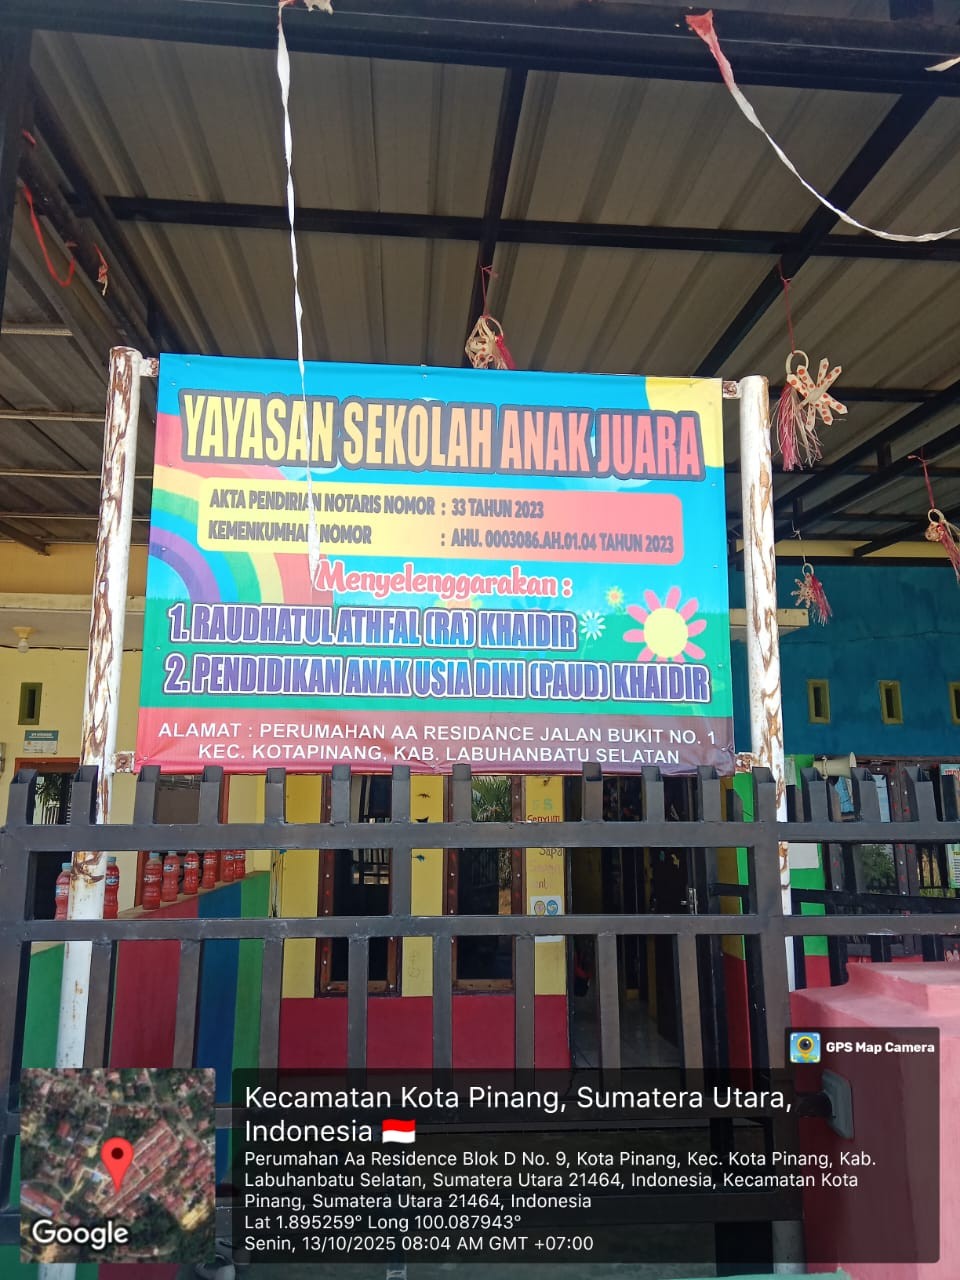 YAYASAN SEKOLAH ANAK JUARA
AKTA PENDIRIAN NOTARIS NOMOR : 33 TAHUN 2023
KEMENKUMHAM NOMOR : AHU. 0003086.AH.01.04 TAHUN 2023
Menyelenggarakan :
1. RAUDHATUL ATHFAL (RA) KHAIDIR
2. PENDIDIKAN ANAK USIA DINI (PAUD) KHAIDIR
ALAMAT : PERUMAHAN AA RESIDANCE JALAN BUKIT NO. 1
KEC. KOTAPINANG, KAB. LABUHANBATU SELATAN
5S
Senyum
GPS Map Camera
Kecamatan Kota Pinang, Sumatera Utara,
Indonesia
Perumahan Aa Residence Blok D No. 9, Kota Pinang, Kec. Kota Pinang, Kab.
Labuhanbatu Selatan, Sumatera Utara 21464, Indonesia, Kecamatan Kota
Pinang, Sumatera Utara 21464, Indonesia
Lat 1.895259° Long 100.087943°
Senin, 13/10/2025 08:04 AM GMT +07:00
Google